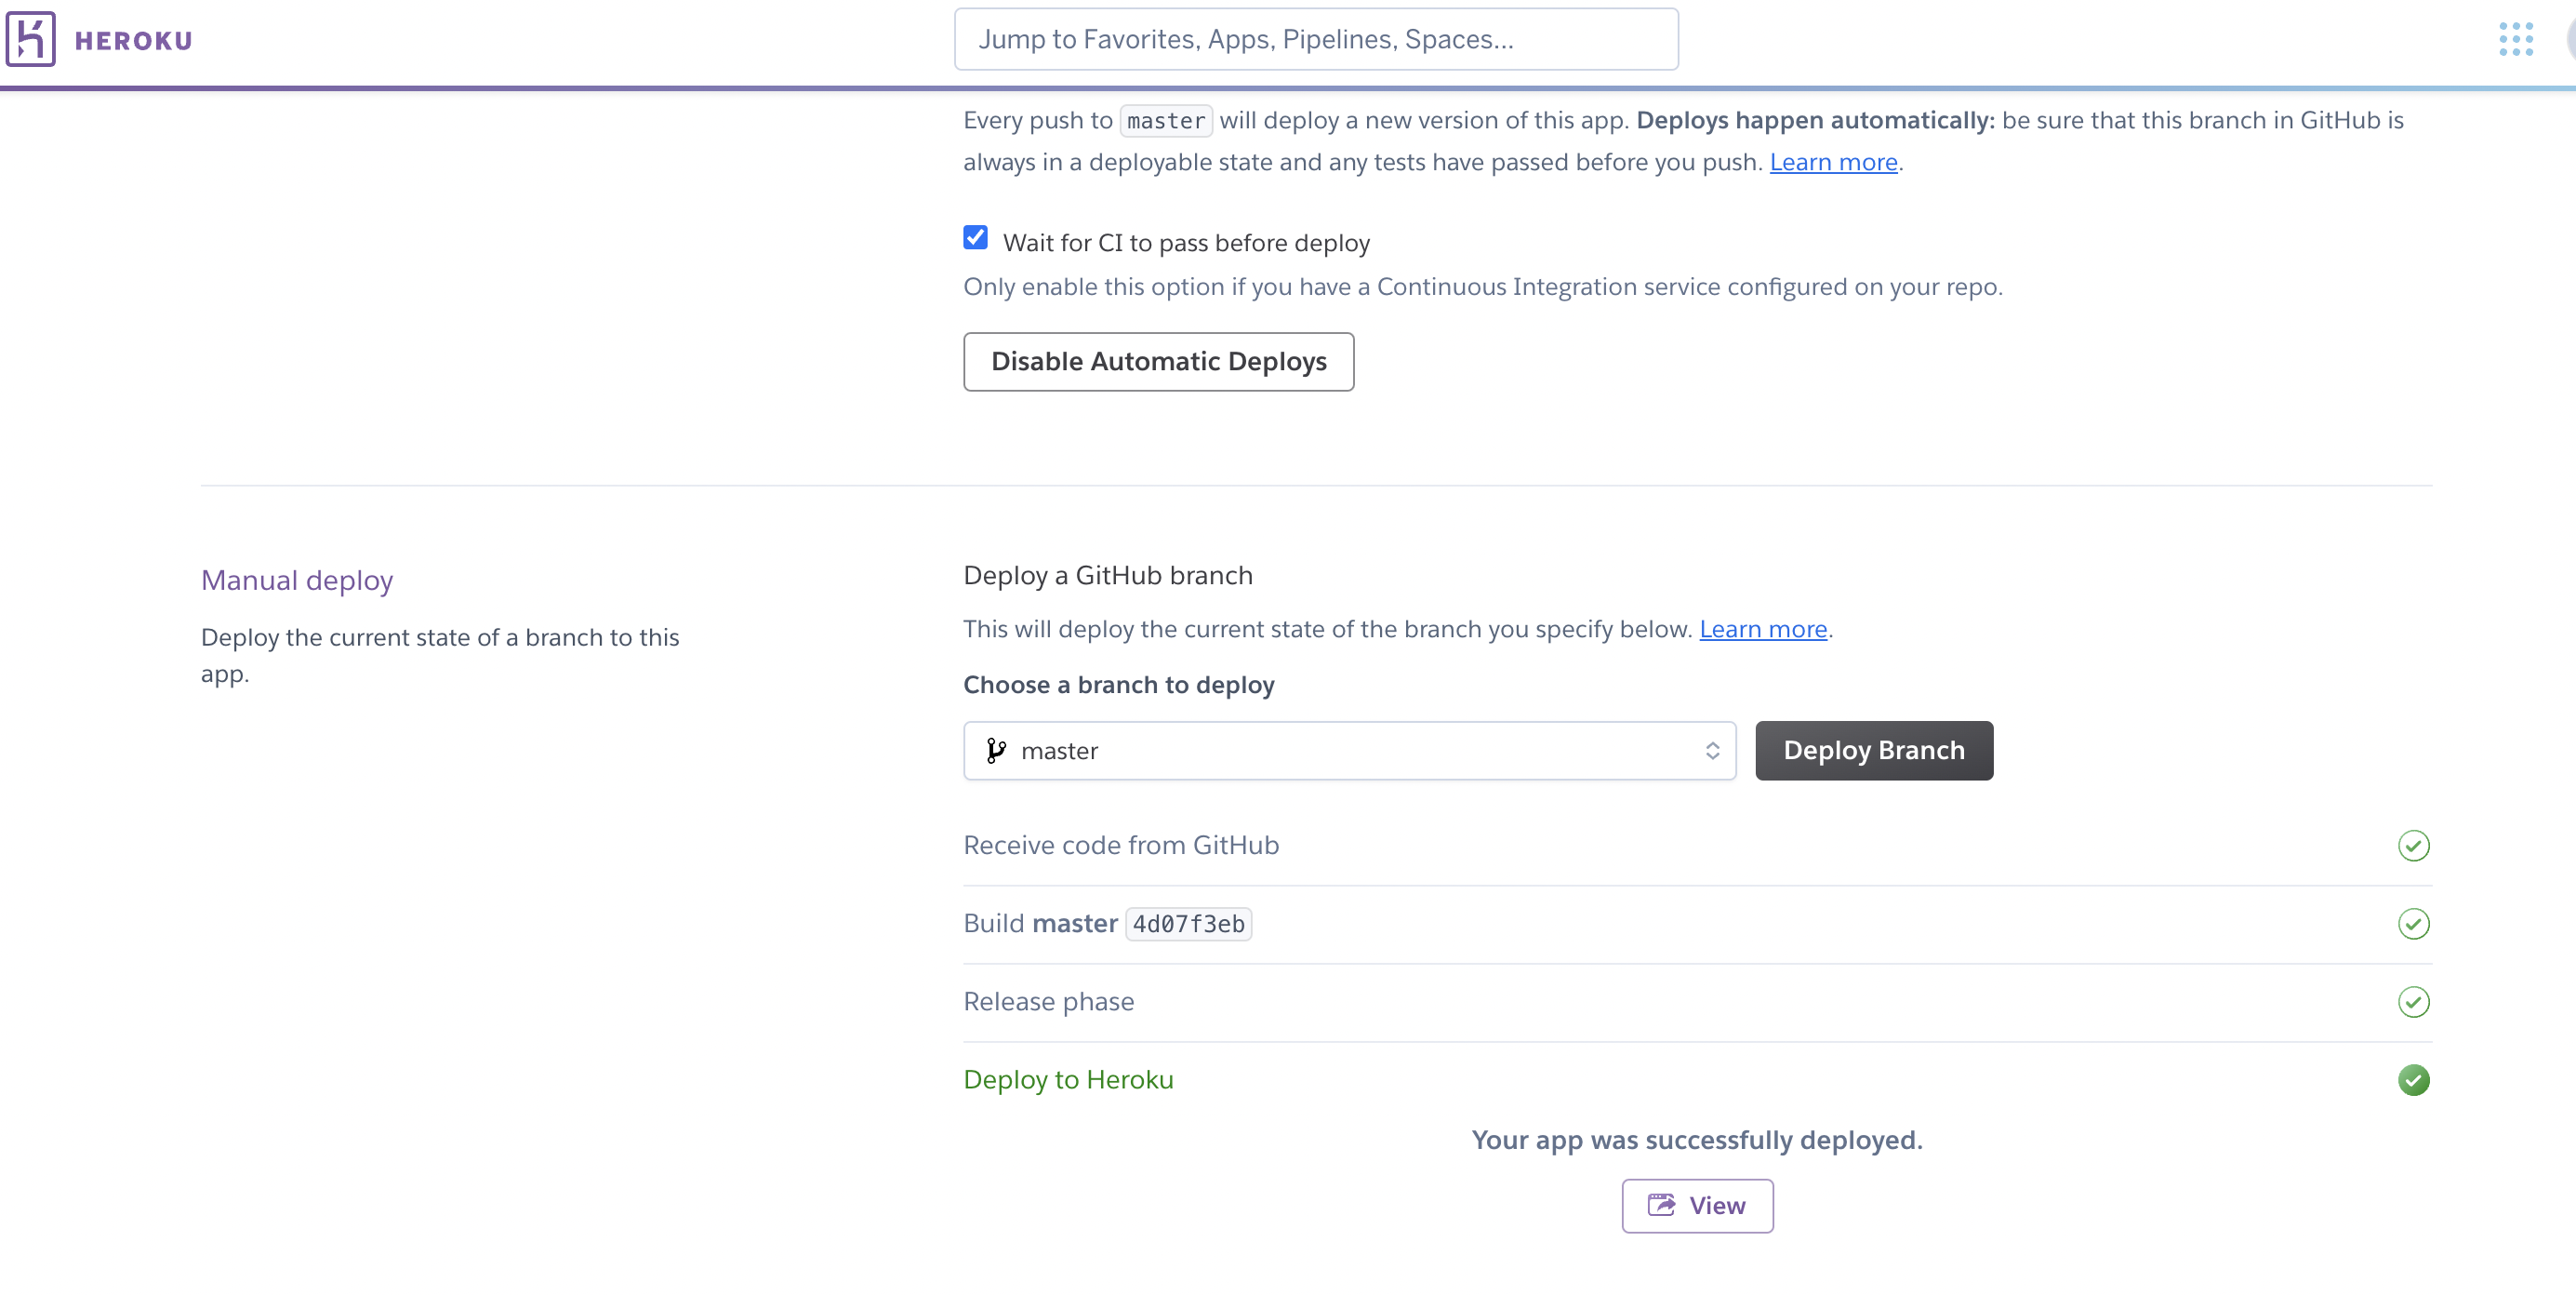 HEROKU
Jump to Favorites, Apps, Pipelines, Spaces...
Every push to master will deploy a new version of this app. Deploys happen automatically: be sure that this branch in GitHub is
always in a deployable state and any tests have passed before you push. Learn more.
Wait for CI to pass before deploy
Only enable this option if you have a Continuous Integration service configured on your repo.
Disable Automatic Deploys
Manual deploy
Deploy the current state of a branch to this
app.
Deploy a GitHub branch
This will deploy the current state of the branch you specify below. Learn more.
Choose a branch to deploy
master
Deploy Branch
Receive code from GitHub
Build master 4d07f3eb
Release phase
Deploy to Heroku
Your app was successfully deployed.
View